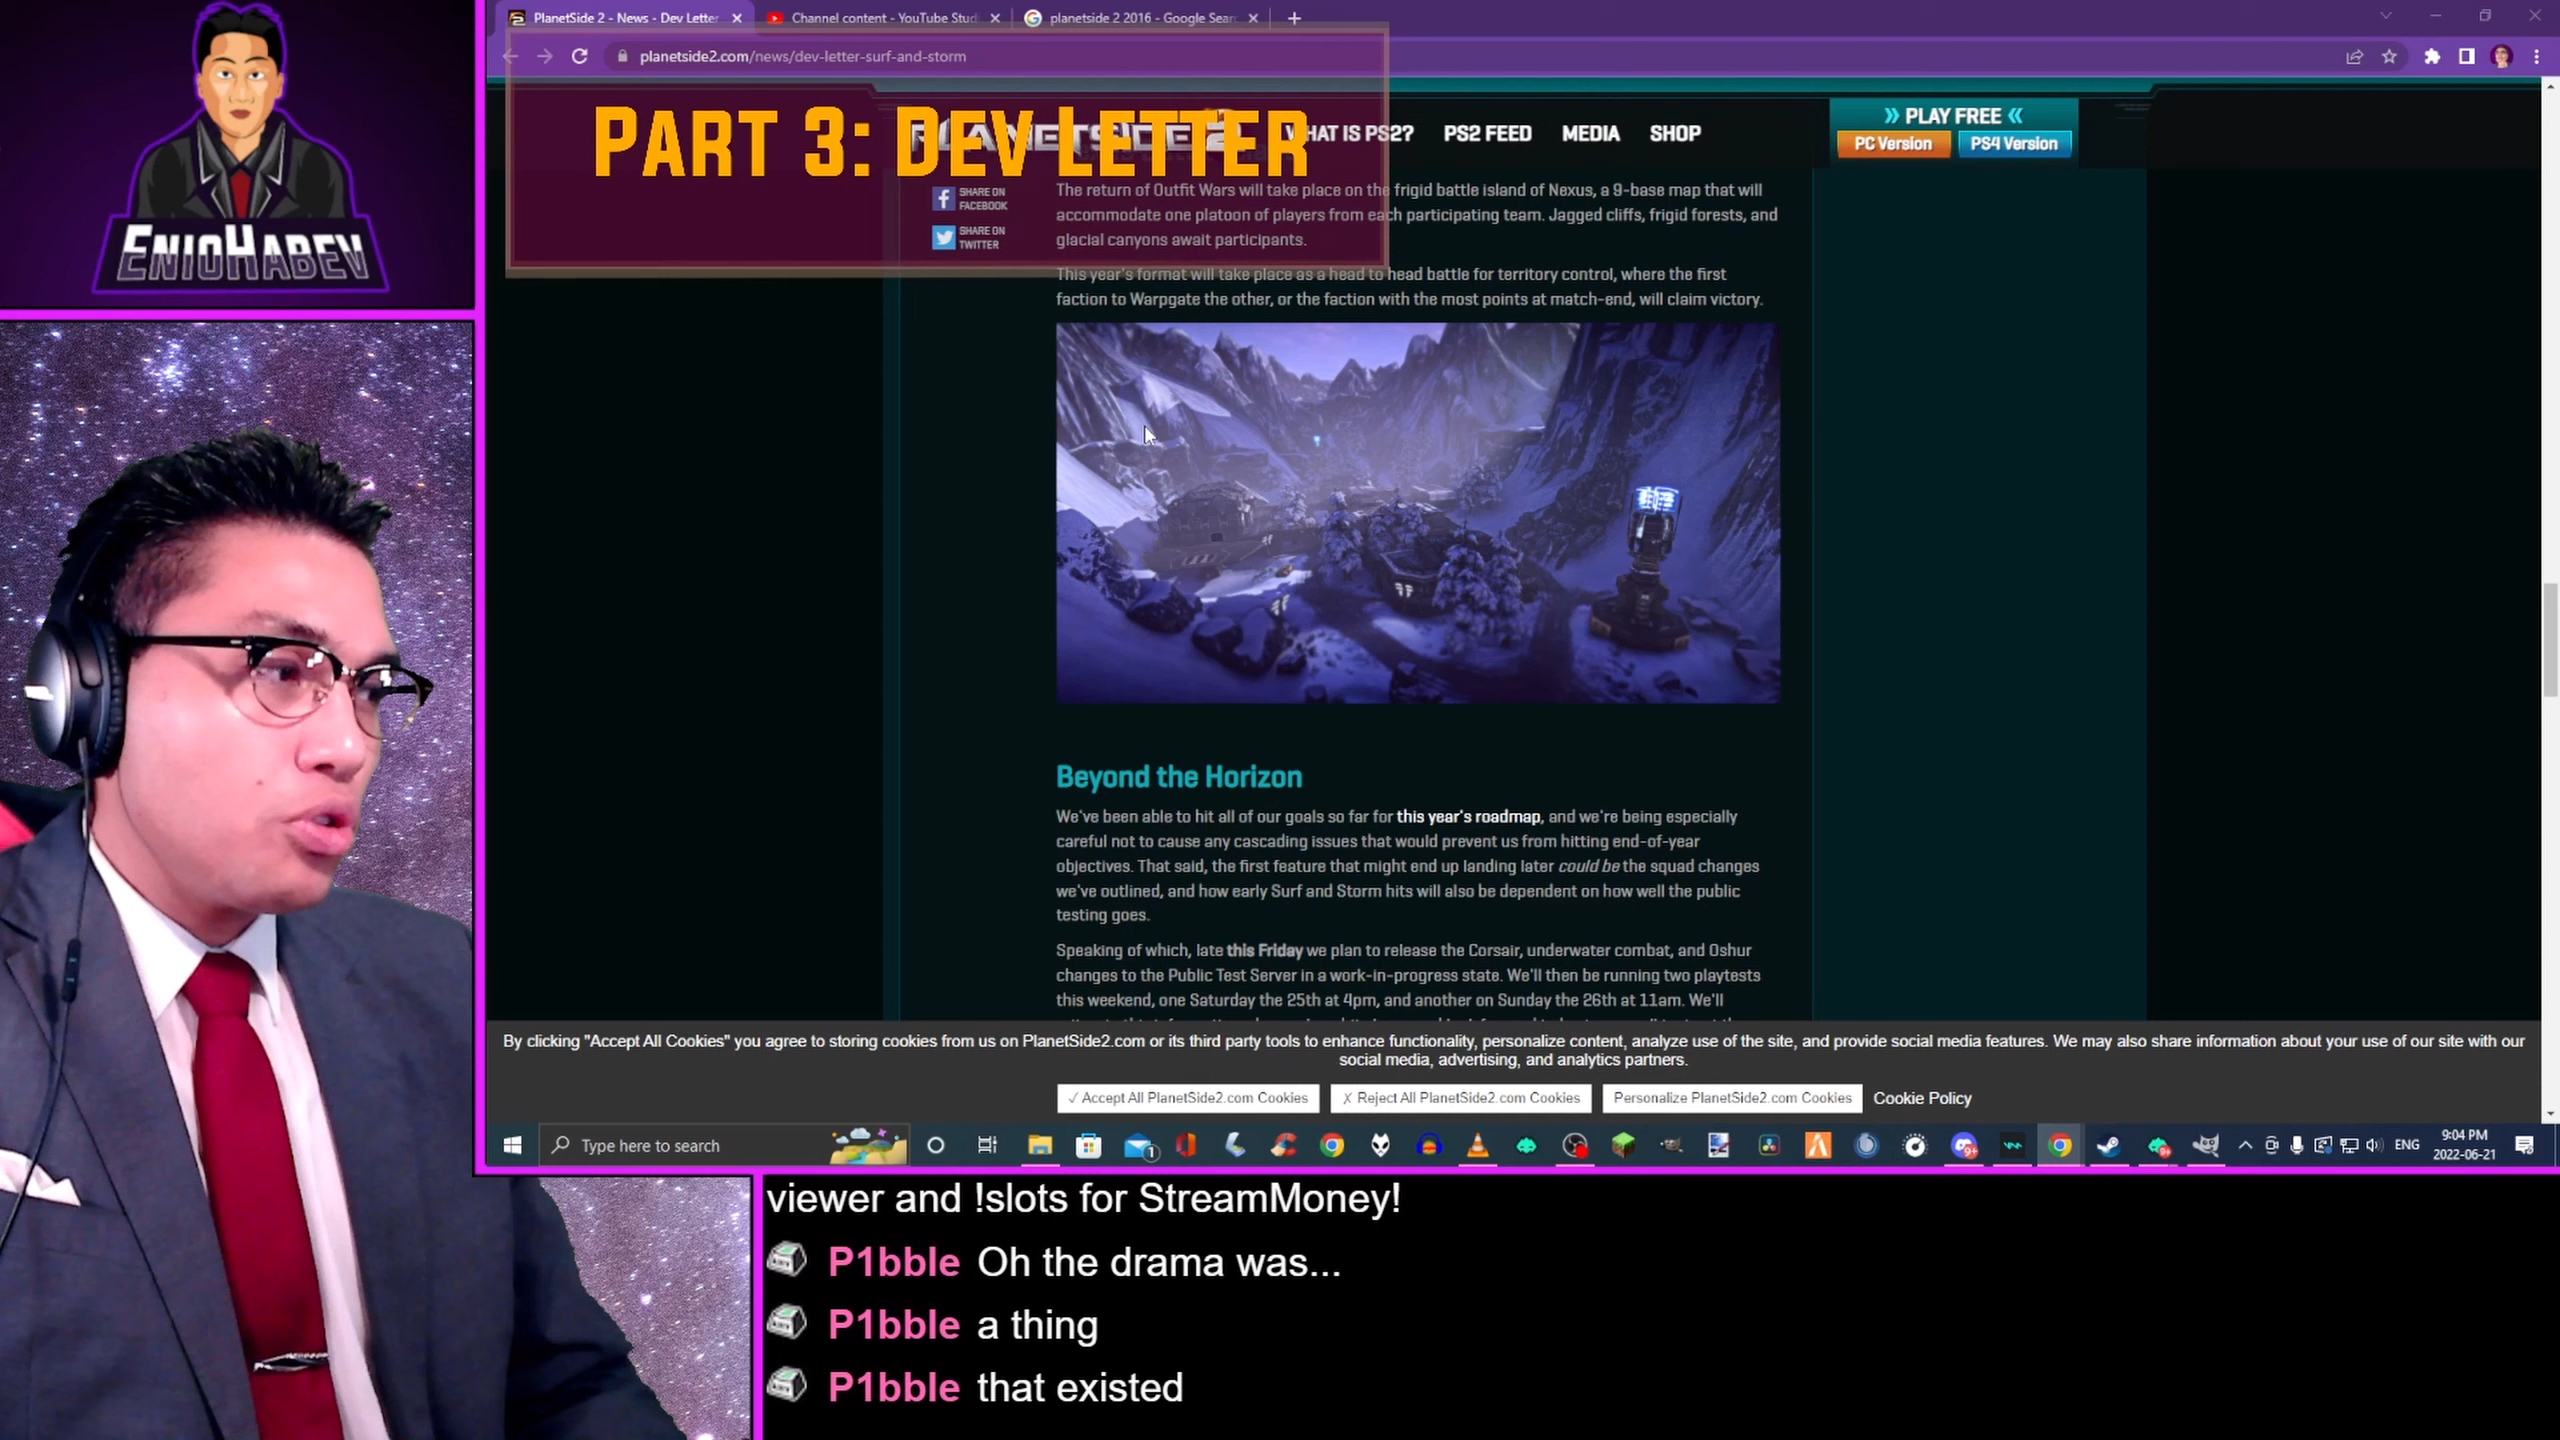 PlanetSide 2 - News - Dev Letter
Channel content - YouTube Stud
planetside 2 2016 - Google Sear
planetside2.com/news/dev-letter-surf-and-storm
Part 3: Dev Letter
PLANETSIDE 2
WHAT IS PS2?
PS2 FEED
MEDIA
SHOP
PLAY FREE
PC Version
PS4 Version
SHARE ON
FACEBOOK
SHARE ON
TWITTER
The return of Outfit Wars will take place on the frigid battle island of Nexus, a 9-base map that will
accommodate one platoon of players from each participating team. Jagged cliffs, frigid forests, and
glacial canyons await participants.
This year's format will take place as a head to head battle for territory control, where the first
faction to Warpgate the other, or the faction with the most points at match-end, will claim victory.
Beyond the Horizon
We've been able to hit all of our goals so far for this year's roadmap, and we're being especially
careful not to cause any cascading issues that would prevent us from hitting end-of-year
objectives. That said, the first feature that might end up landing later could be the squad changes
we've outlined, and how early Surf and Storm hits will also be dependent on how well the public
testing goes.
Speaking of which, late this Friday we plan to release the Corsair, underwater combat, and Oshur
changes to the Public Test Server in a work-in-progress state. We'll then be running two playtests
this weekend, one Saturday the 25th at 4pm, and another on Sunday the 26th at 11am. We'll
By clicking "Accept All Cookies" you agree to storing cookies from us on PlanetSide2.com or its third party tools to enhance functionality, personalize content, analyze use of the site, and provide social media features. We may also share information about your use of our site with our
social media, advertising, and analytics partners.
✓ Accept All PlanetSide2.com Cookies
X Reject All PlanetSide2.com Cookies
Personalize PlanetSide2.com Cookies
Cookie Policy
Type here to search
ENG
9:04 PM
2022-06-21
EnioHabev
viewer and !slots for StreamMoney!
P1bble Oh the drama was...
P1bble a thing
P1bble that existed